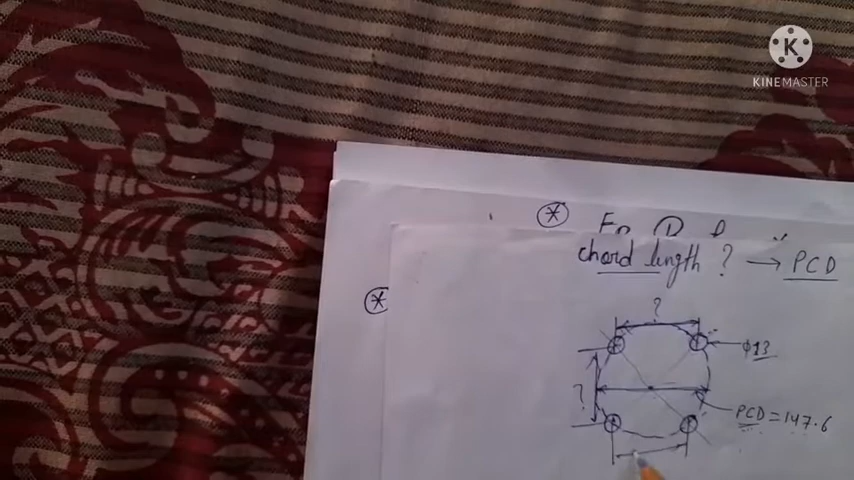 KINEMASTER
chord length ? → PCD
?
ϕ13
?
PCD = 147.6